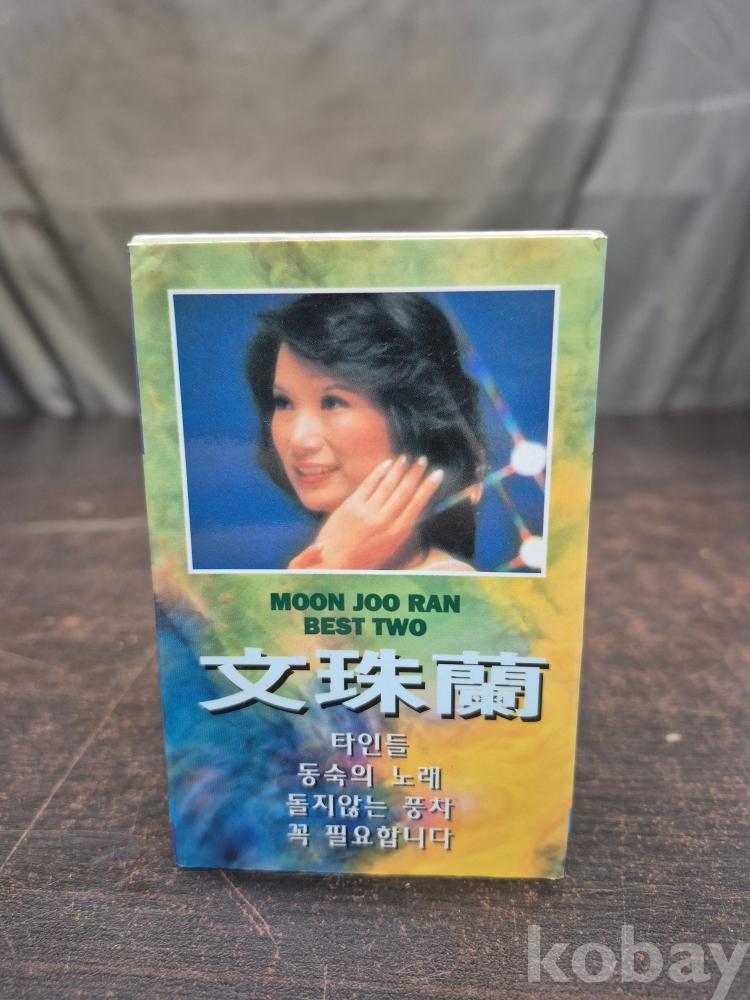 MOON JOO RAN
BEST TWO
文珠蘭
타인들
동숙의 노래
돌지않는 풍차
꼭 필요합니다
kobay